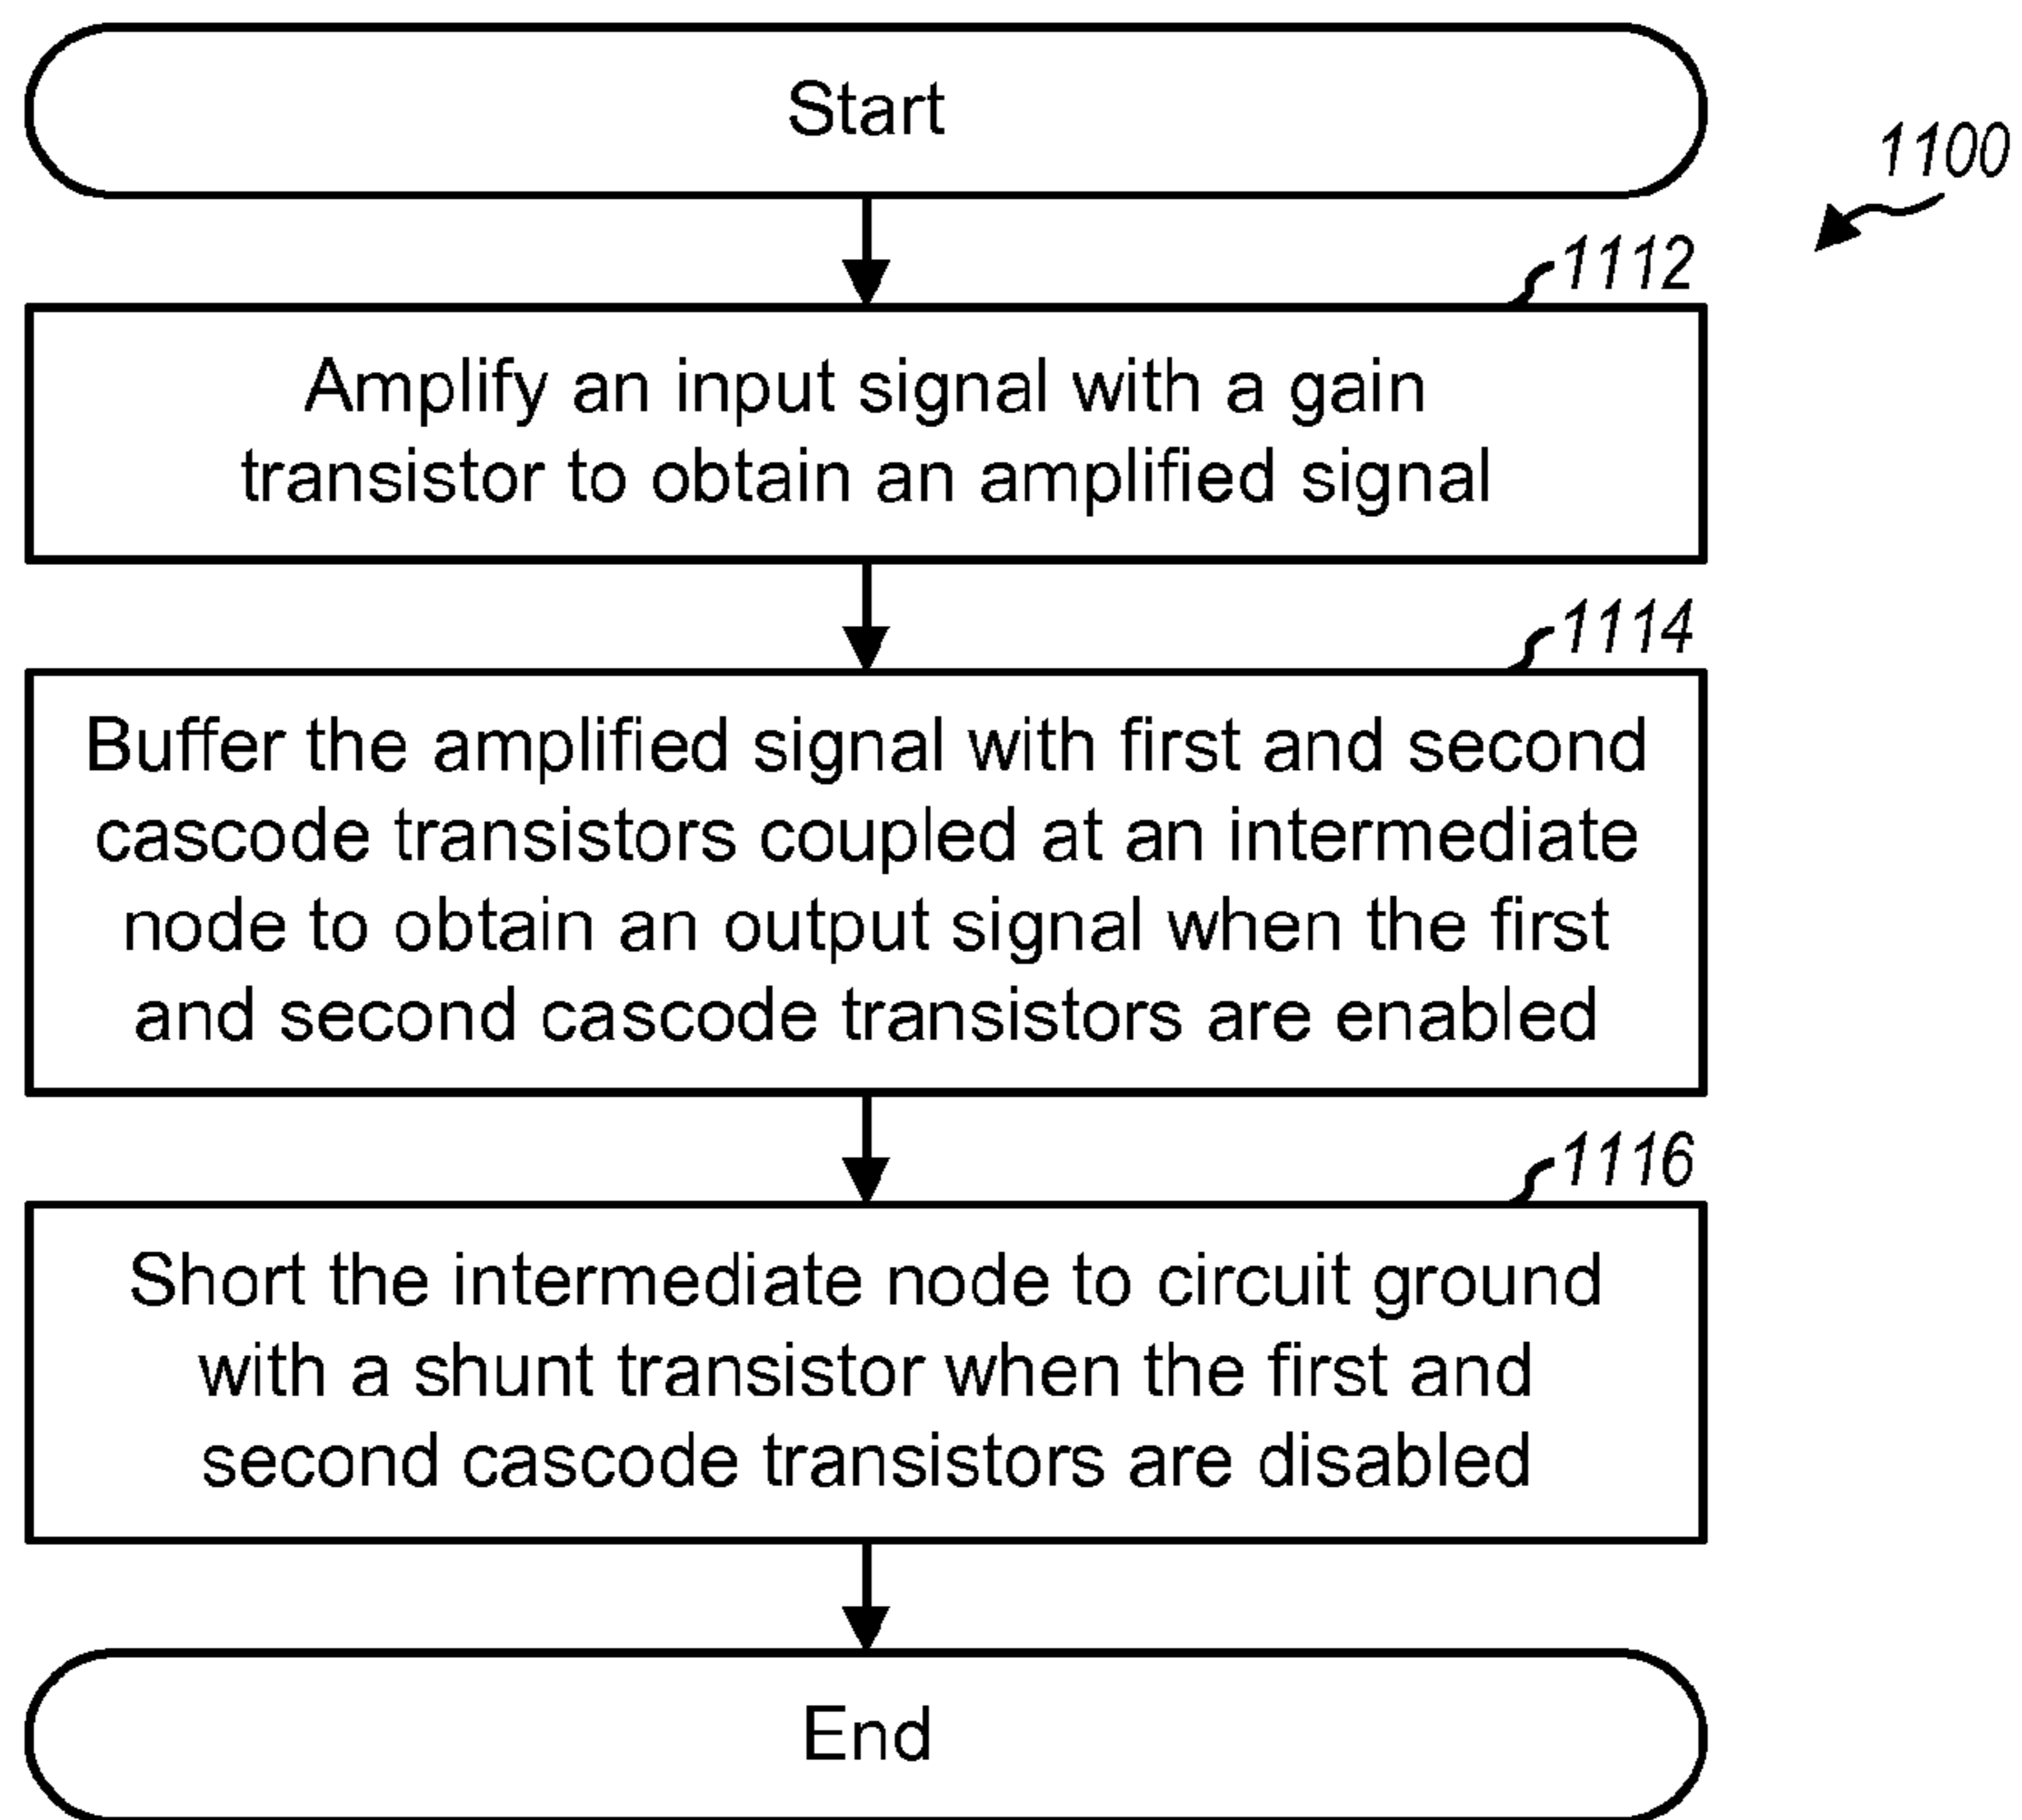 Start
1100
1112
Amplify an input signal with a gain
transistor to obtain an amplified signal
1114
Buffer the amplified signal with first and second
cascode transistors coupled at an intermediate
node to obtain an output signal when the first
and second cascode transistors are enabled
1116
Short the intermediate node to circuit ground
with a shunt transistor when the first and
second cascode transistors are disabled
End